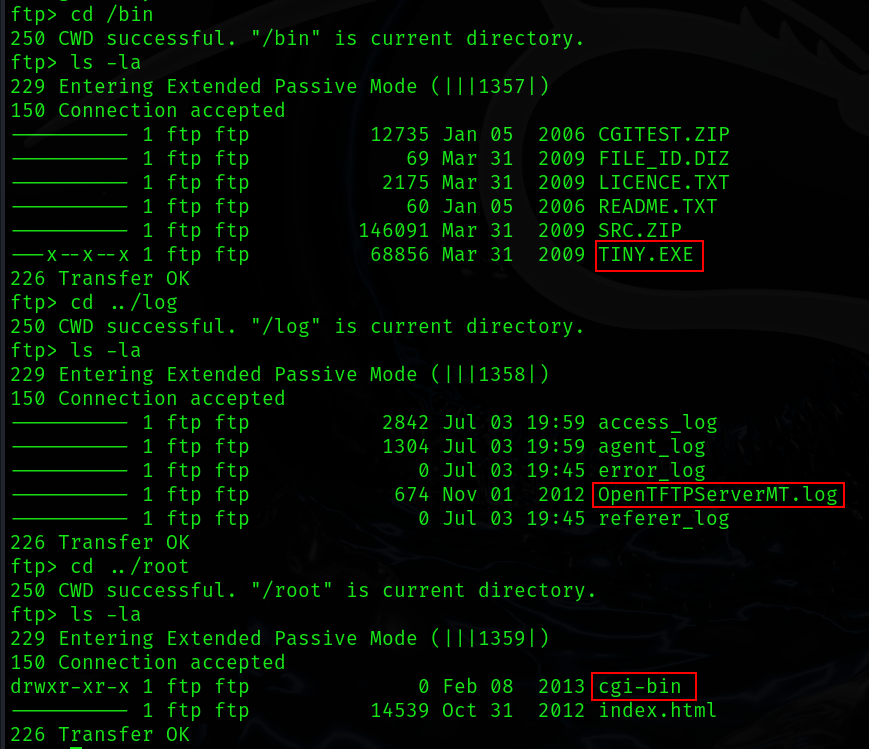 ftp> cd /bin
250 CWD successful. "/bin" is current directory.
ftp> ls -la
229 Entering Extended Passive Mode (|||1357|)
150 Connection accepted
---------- 1 ftp ftp          12735 Jan 05  2006 CGITEST.ZIP
---------- 1 ftp ftp             69 Mar 31  2009 FILE_ID.DIZ
---------- 1 ftp ftp           2175 Mar 31  2009 LICENCE.TXT
---------- 1 ftp ftp             60 Jan 05  2006 README.TXT
---------- 1 ftp ftp         146091 Mar 31  2009 SRC.ZIP
---x--x--x 1 ftp ftp          68856 Mar 31  2009 TINY.EXE
226 Transfer OK
ftp> cd ../log
250 CWD successful. "/log" is current directory.
ftp> ls -la
229 Entering Extended Passive Mode (|||1358|)
150 Connection accepted
---------- 1 ftp ftp           2842 Jul 03 19:59 access_log
---------- 1 ftp ftp           1304 Jul 03 19:59 agent_log
---------- 1 ftp ftp              0 Jul 03 19:45 error_log
---------- 1 ftp ftp            674 Nov 01  2012 OpenTFTPServerMT.log
---------- 1 ftp ftp              0 Jul 03 19:45 referer_log
226 Transfer OK
ftp> cd ../root
250 CWD successful. "/root" is current directory.
ftp> ls -la
229 Entering Extended Passive Mode (|||1359|)
150 Connection accepted
drwxr-xr-x 1 ftp ftp              0 Feb 08  2013 cgi-bin
---------- 1 ftp ftp          14539 Oct 31  2012 index.html
226 Transfer OK